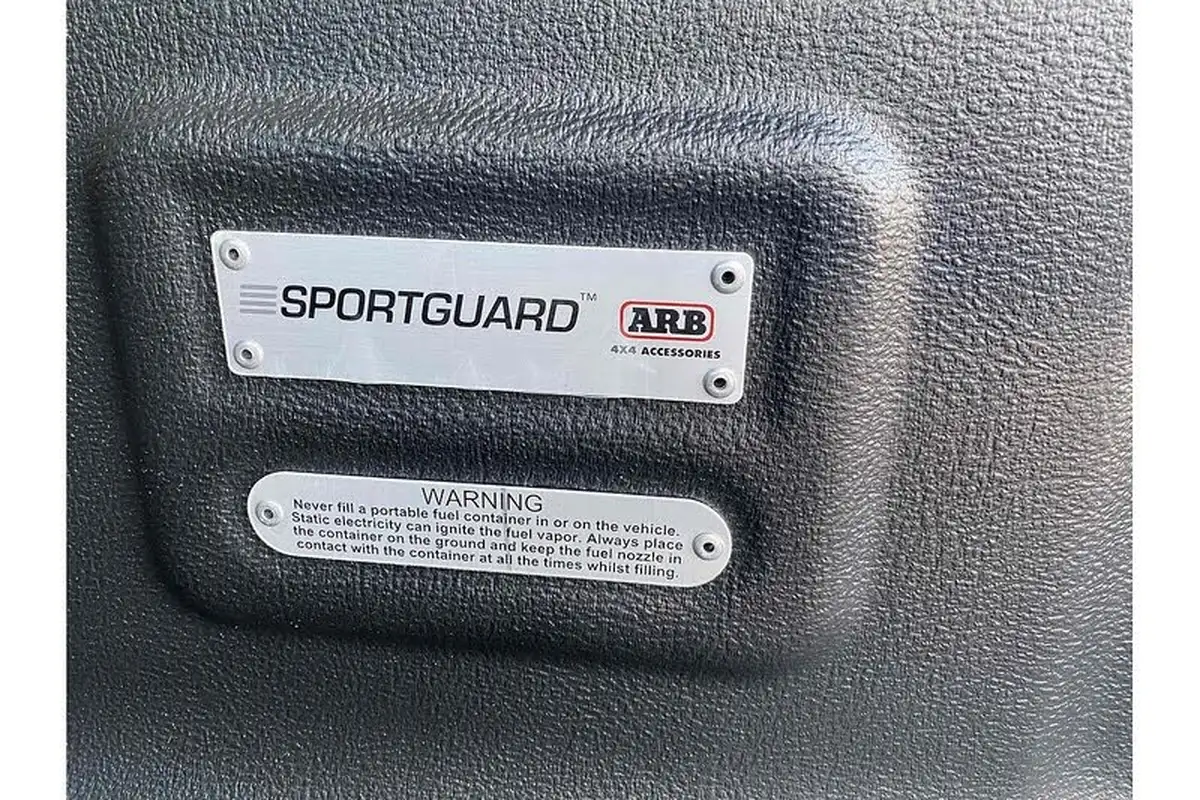 SPORTGUARD™
ARB
4X4 ACCESSORIES
WARNING
Never fill a portable fuel container in or on the vehicle.
Static electricity can ignite the fuel vapor. Always place
the container on the ground and keep the fuel nozzle in
contact with the container at all the times whilst filling.